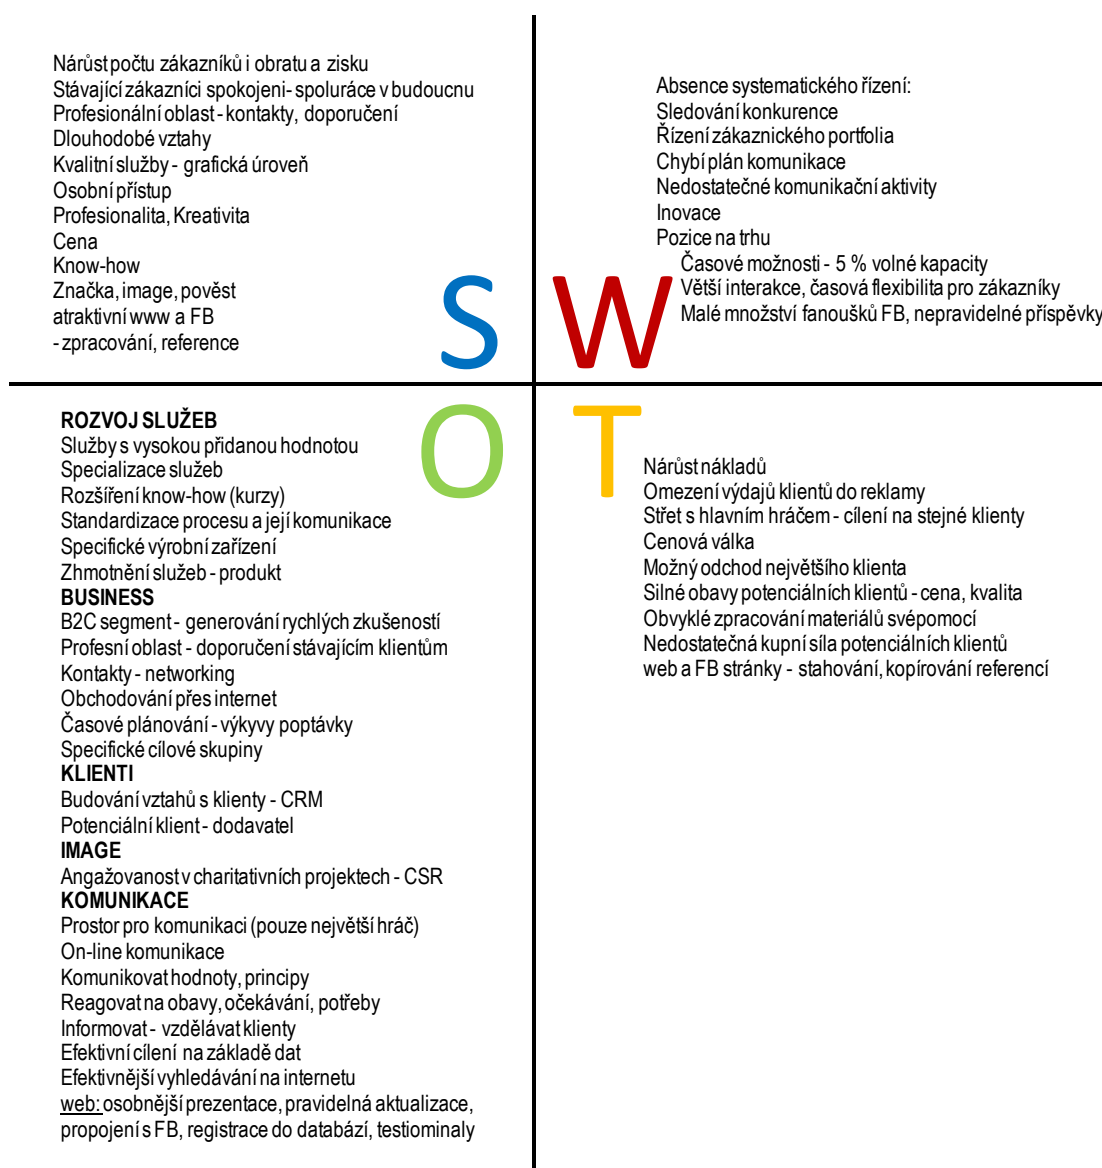 Nárůst počtu zákazníků i obratu a zisku
Stávající zákazníci spokojeni- spoluráce v budoucnu
Profesionální oblast - kontakty, doporučení
Dlouhodobé vztahy
Kvalitní služby - grafická úroveň
Osobní přístup
Profesionalita, Kreativita
Cena
Know-how
Značka, image, pověst
atraktivní www a FB
- zpracování, reference
S
Absence systematického řízení:
Sledování konkurence
Řízení zákaznického portfolia
Chybí plán komunikace
Nedostatečné komunikační aktivity
Inovace
Pozice na trhu
Časové možnosti - 5 % volné kapacity
Větší interakce, časová flexibilita pro zákazníky
Malé množství fanoušků FB, nepravidelné příspěvky
W
ROZVOJ SLUŽEB
Služby s vysokou přidanou hodnotou
Specializace služeb
Rozšíření know-how (kurzy)
Standardizace procesu a její komunikace
Specifické výrobní zařízení
Zhmotnění služeb - produkt
BUSINESS
B2C segment - generování rychlých zkušeností
Profesní oblast - doporučení stávajícím klientům
Kontakty - networking
Obchodování přes internet
Časové plánování - výkyvy poptávky
Specifické cílové skupiny
KLIENTI
Budování vztahů s klienty - CRM
Potenciální klient - dodavatel
IMAGE
Angažovanost v charitativních projektech - CSR
KOMUNIKACE
Prostor pro komunikaci (pouze největší hráč)
On-line komunikace
Komunikovat hodnoty, principy
Reagovat na obavy, očekávání, potřeby
Informovat - vzdělávat klienty
Efektivní cílení na základě dat
Efektivnější vyhledávání na internetu
web: osobnější prezentace, pravidelná aktualizace,
propojení s FB, registrace do databází, testiominaly
O
T
Nárůst nákladů
Omezení výdajů klientů do reklamy
Střet s hlavním hráčem - cílení na stejné klienty
Cenová válka
Možný odchod největšího klienta
Silné obavy potenciálních klientů - cena, kvalita
Obvyklé zpracování materiálů svépomocí
Nedostatečná kupní síla potenciálních klientů
web a FB stránky - stahování, kopírování referencí